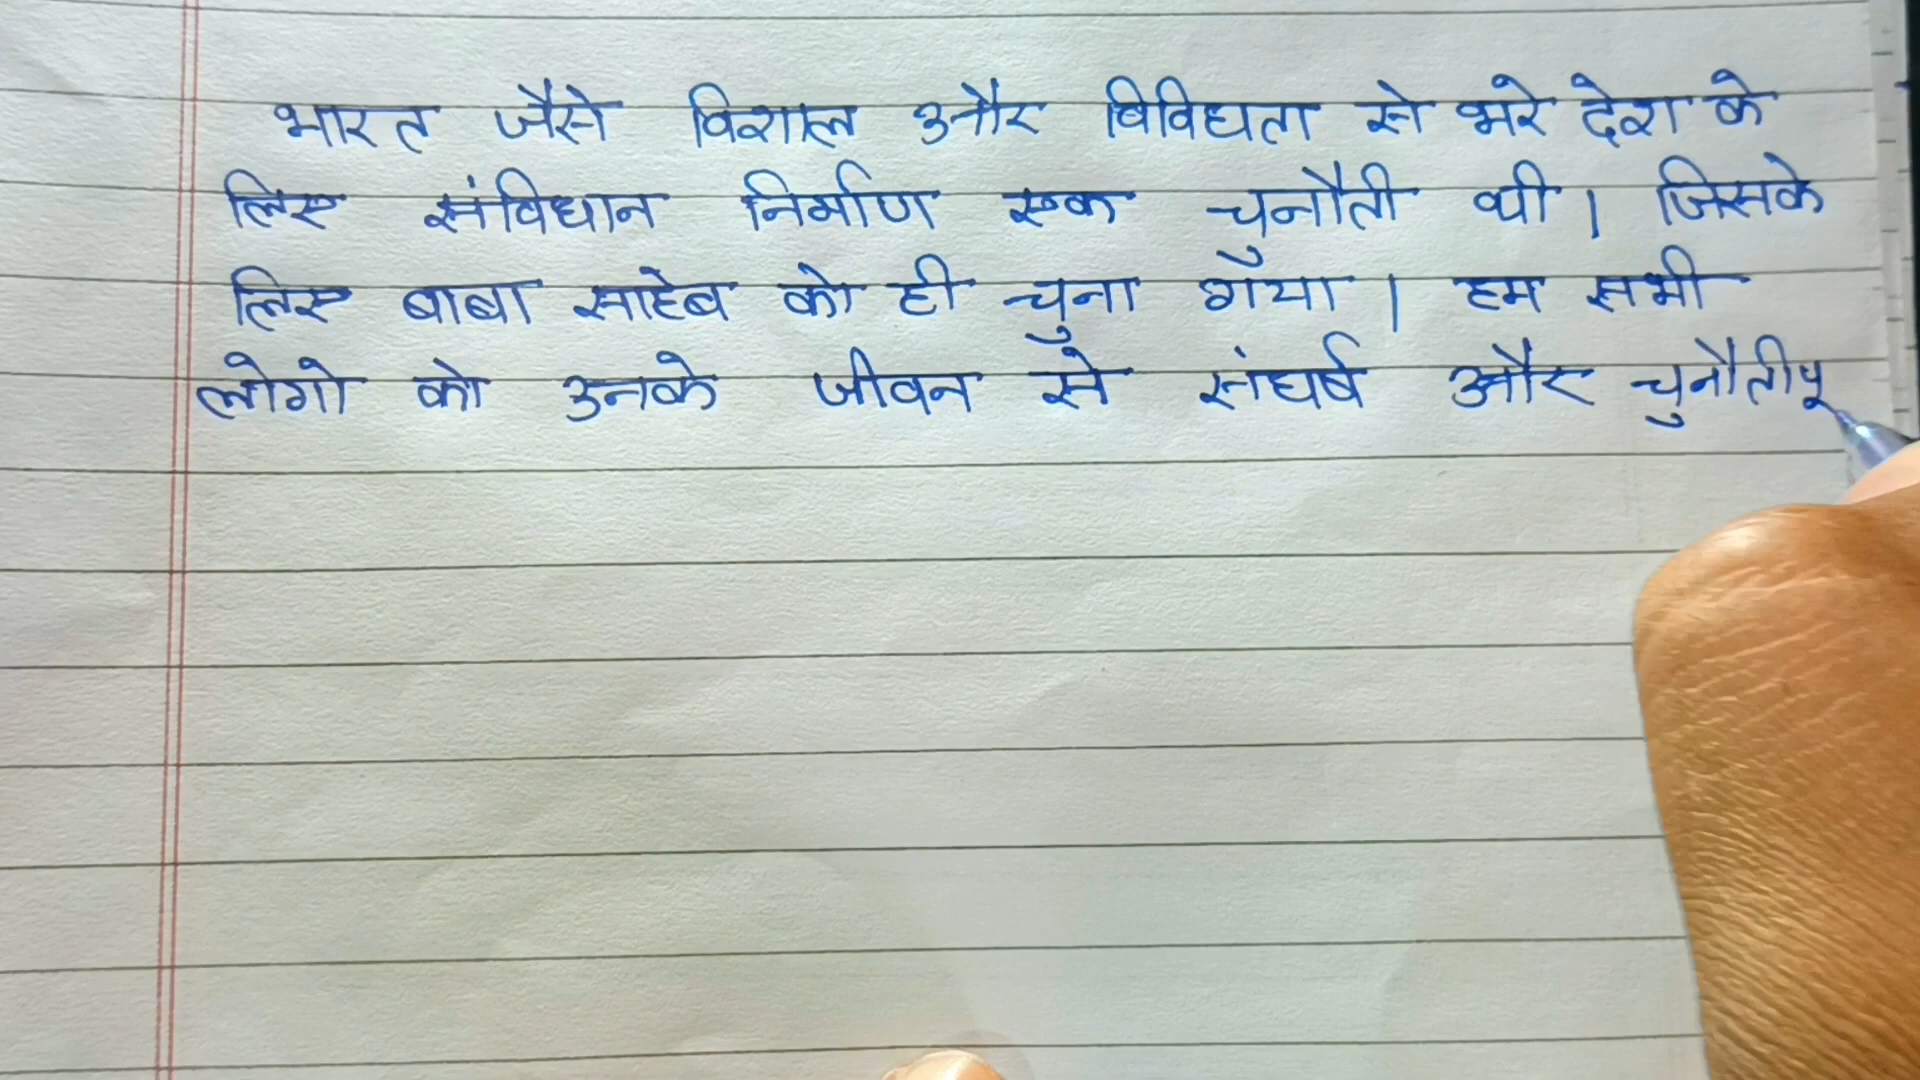 भारत जैसे विशाल और बिविधता से भरे देश के
लिए संविधान निर्माण एक चुनौती थी। जिसके
लिए बाबा साहेब को ही चुना गया। हम सभी
लोगो को उनके जीवन से संघर्ष और चुनौतीपू